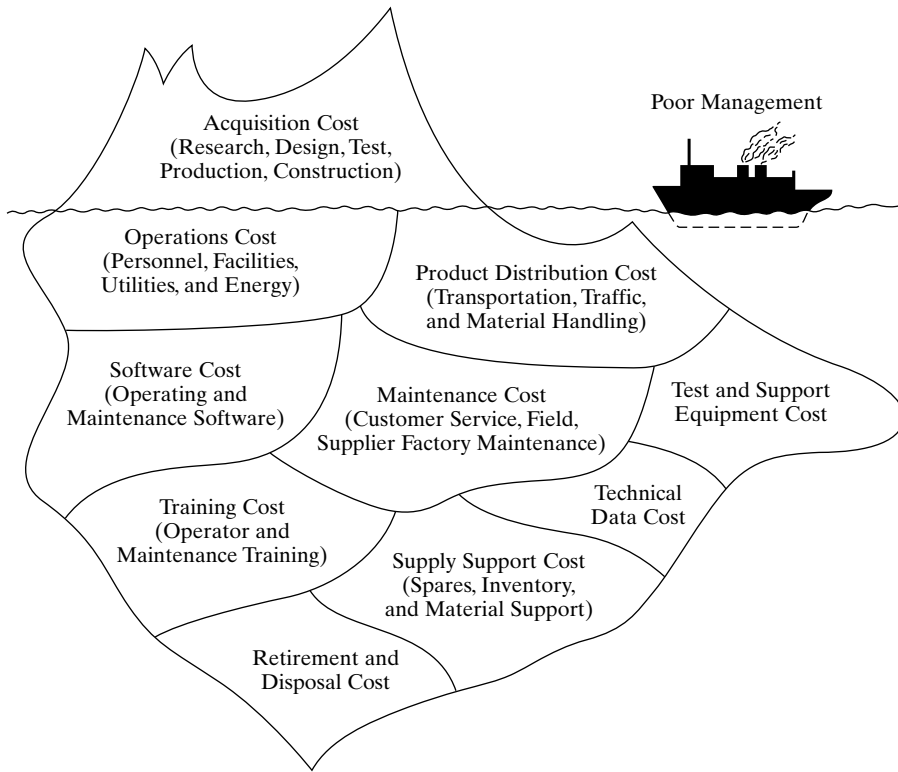 Poor Management
Acquisition Cost
(Research, Design, Test,
Production, Construction)
Operations Cost
(Personnel, Facilities,
Utilities, and Energy)
Product Distribution Cost
(Transportation, Traffic,
and Material Handling)
Software Cost
(Operating and
Maintenance Software)
Maintenance Cost
(Customer Service, Field,
Supplier Factory Maintenance)
Test and Support
Equipment Cost
Training Cost
(Operator and
Maintenance Training)
Technical
Data Cost
Supply Support Cost
(Spares, Inventory,
and Material Support)
Retirement and
Disposal Cost